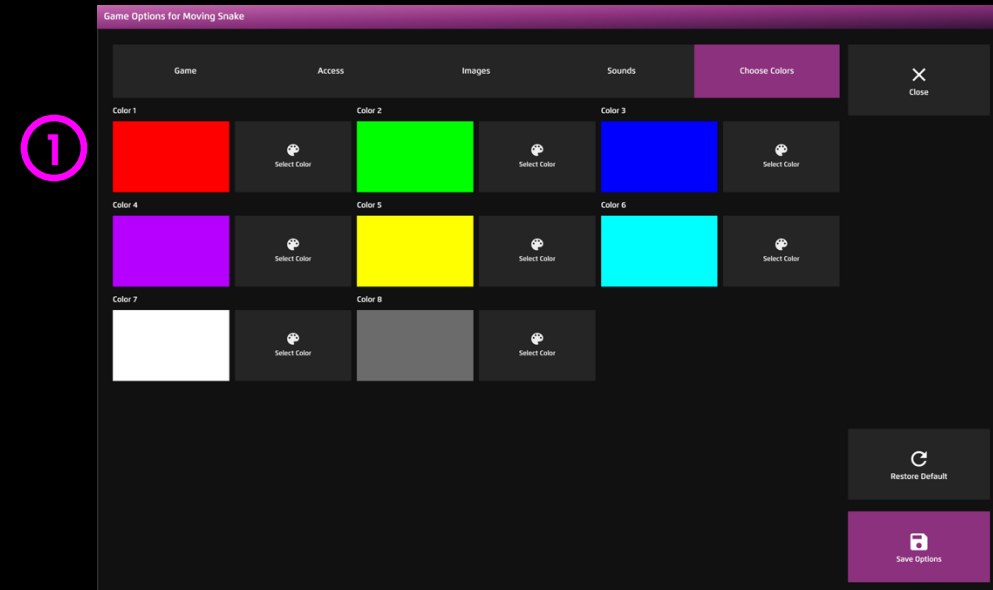 Game Options for Moving Snake
Game Access Images Sounds Choose Colors
Close
Color 1 Color 2 Color 3
1
Select Color Select Color Select Color
Color 4 Color 5 Color 6
Select Color Select Color Select Color
Color 7 Color 8
Select Color Select Color
Restore Default
Save Options